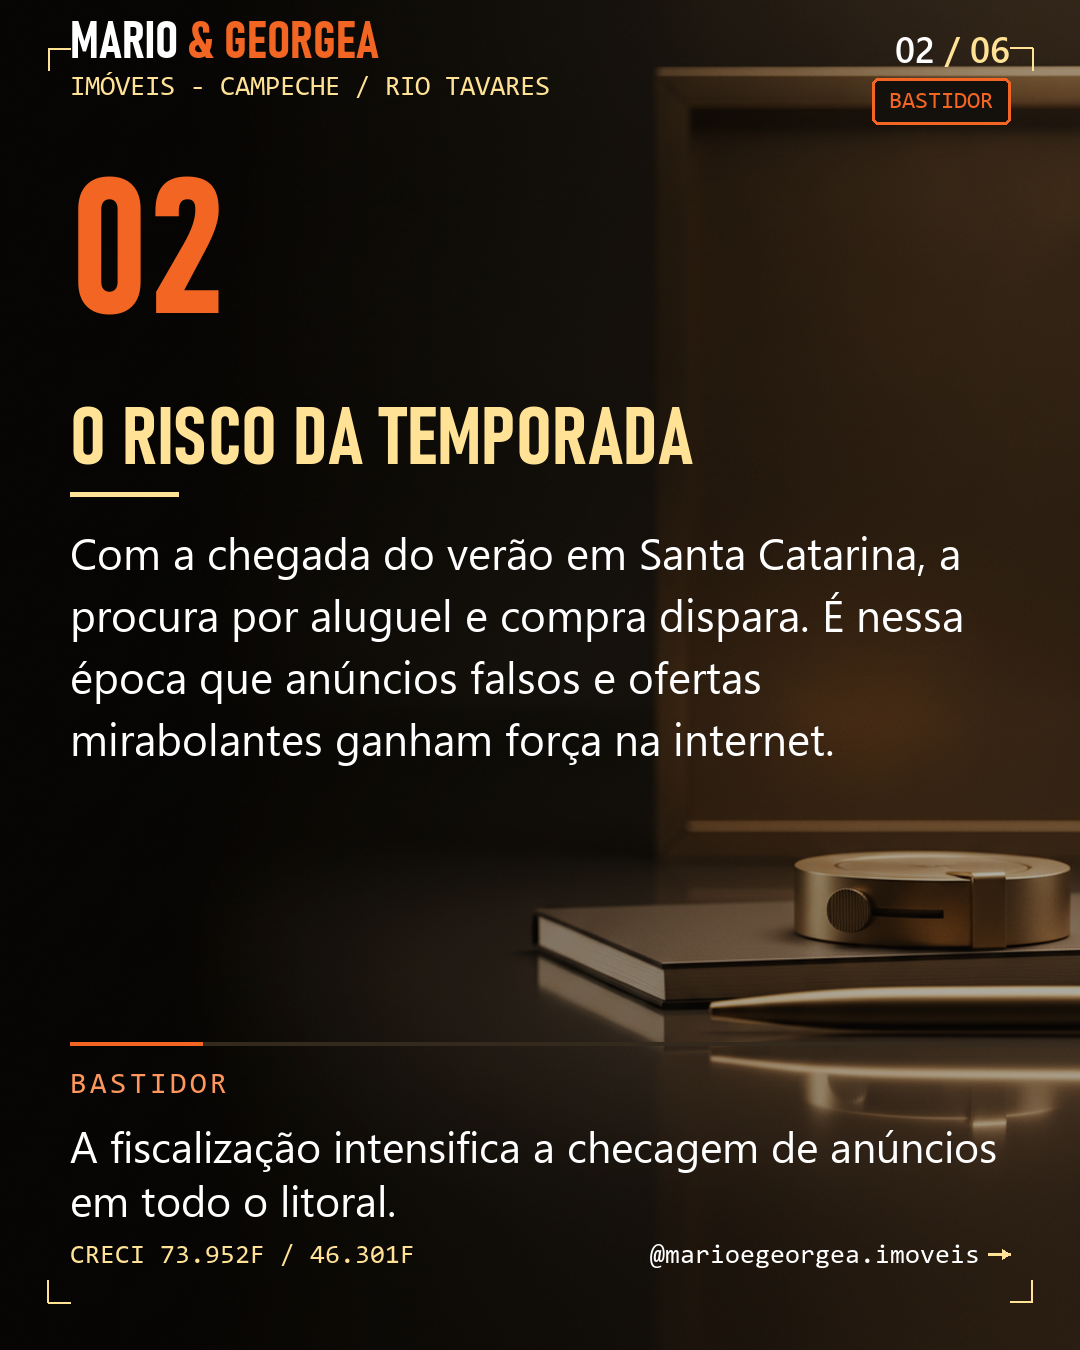 MARIO & GEORGEA
IMÓVEIS - CAMPECHE / RIO TAVARES
02 / 06
BASTIDOR
02
O RISCO DA TEMPORADA
Com a chegada do verão em Santa Catarina, a
procura por aluguel e compra dispara. É nessa
época que anúncios falsos e ofertas
mirabolantes ganham força na internet.
BASTIDOR
A fiscalização intensifica a checagem de anúncios
em todo o litoral.
CRECI 73.952F / 46.301F
@marioegeorgea.imoveis